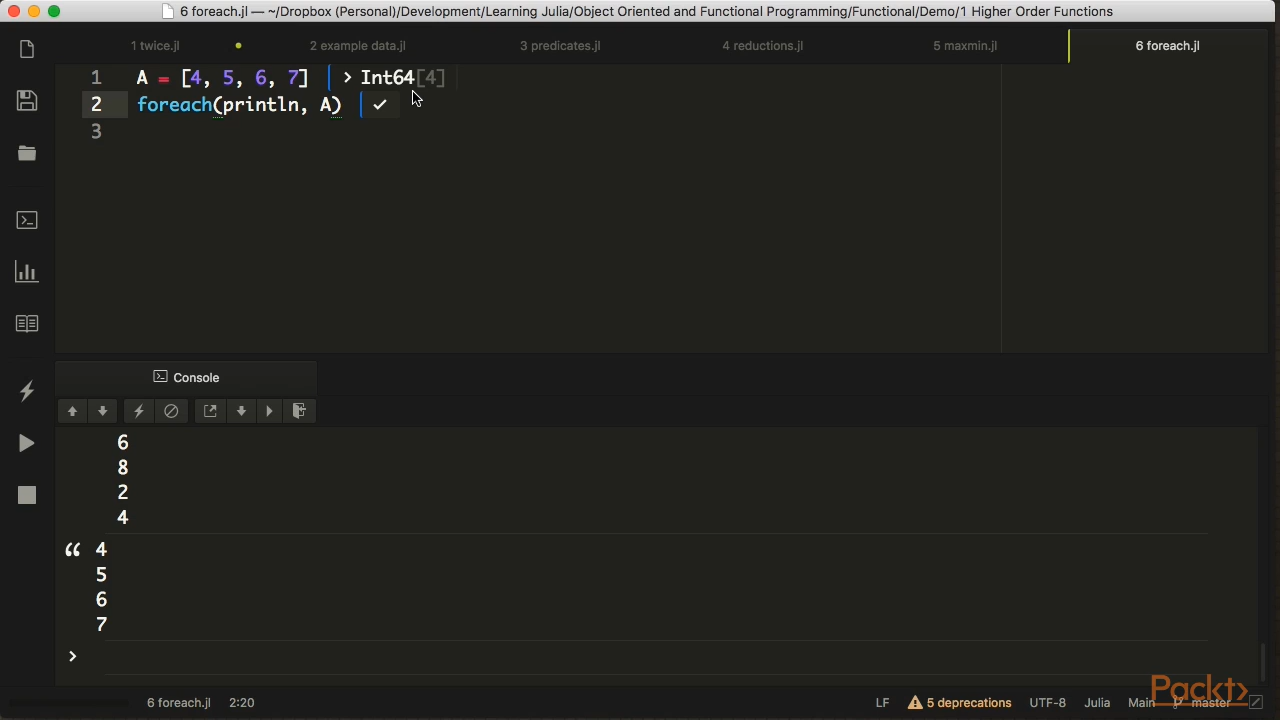 6 foreach.jl — ~/Dropbox (Personal)/Development/Learning Julia/Object Oriented and Functional Programming/Functional/Demo/1 Higher Order Functions
1 twice.jl
2 example data.jl
3 predicates.jl
4 reductions.jl
5 maxmin.jl
6 foreach.jl
1 A = [4, 5, 6, 7] > Int64[4]
2 foreach(println, A) ✓
3
Console
6
8
2
4
“ 4
5
6
7
>
6 foreach.jl 2:20 LF 5 deprecations UTF-8 Julia Main master
Packt>